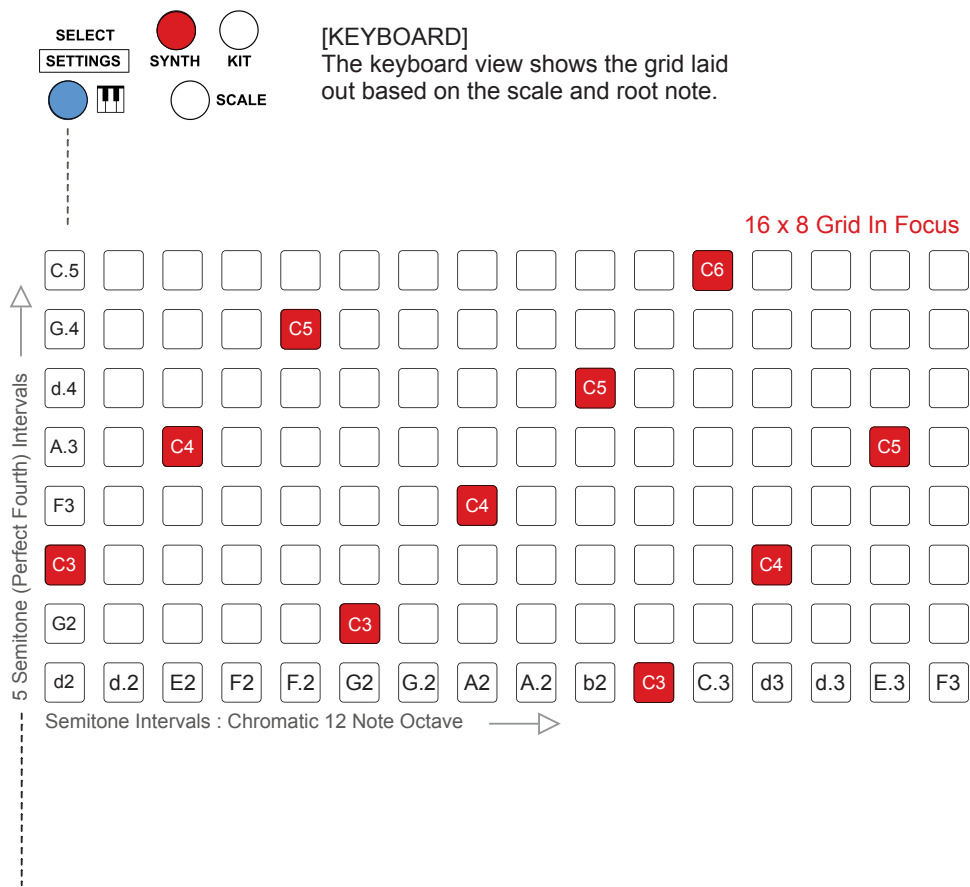 SELECT
SETTINGS SYNTH KIT
SCALE
[KEYBOARD]
The keyboard view shows the grid laid
out based on the scale and root note.
16 x 8 Grid In Focus
C.5 C6
G.4 C5
d.4 C5
A.3 C4 C5
F3 C4
C3 C4
G2 C3
d2 d.2 E2 F2 F.2 G2 G.2 A2 A.2 b2 C3 C.3 d3 d.3 E.3 F3
Semitone Intervals : Chromatic 12 Note Octave
5 Semitone (Perfect Fourth) Intervals